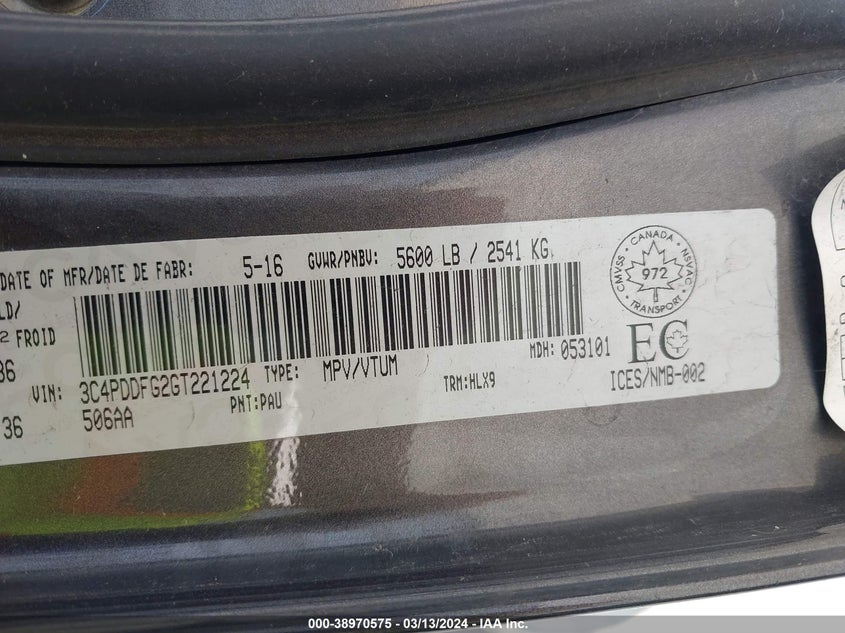 DATE OF MFR/DATE DE FABR: 5-16 GVWR/PNBV: 5600 LB / 2541 KG
LD/
² FROID
CANADA
CMVSS NSVAC
972
TRANSPORT
36
MDH: 053101 EC
VIN: 3C4PDDFG2GT221224 TYPE: MPV/VTUM TRM:HLX9 ICES/NMB-002
36 506AA PNT:PAU
000-38970575 | 03/13/2024 | IAA Inc.